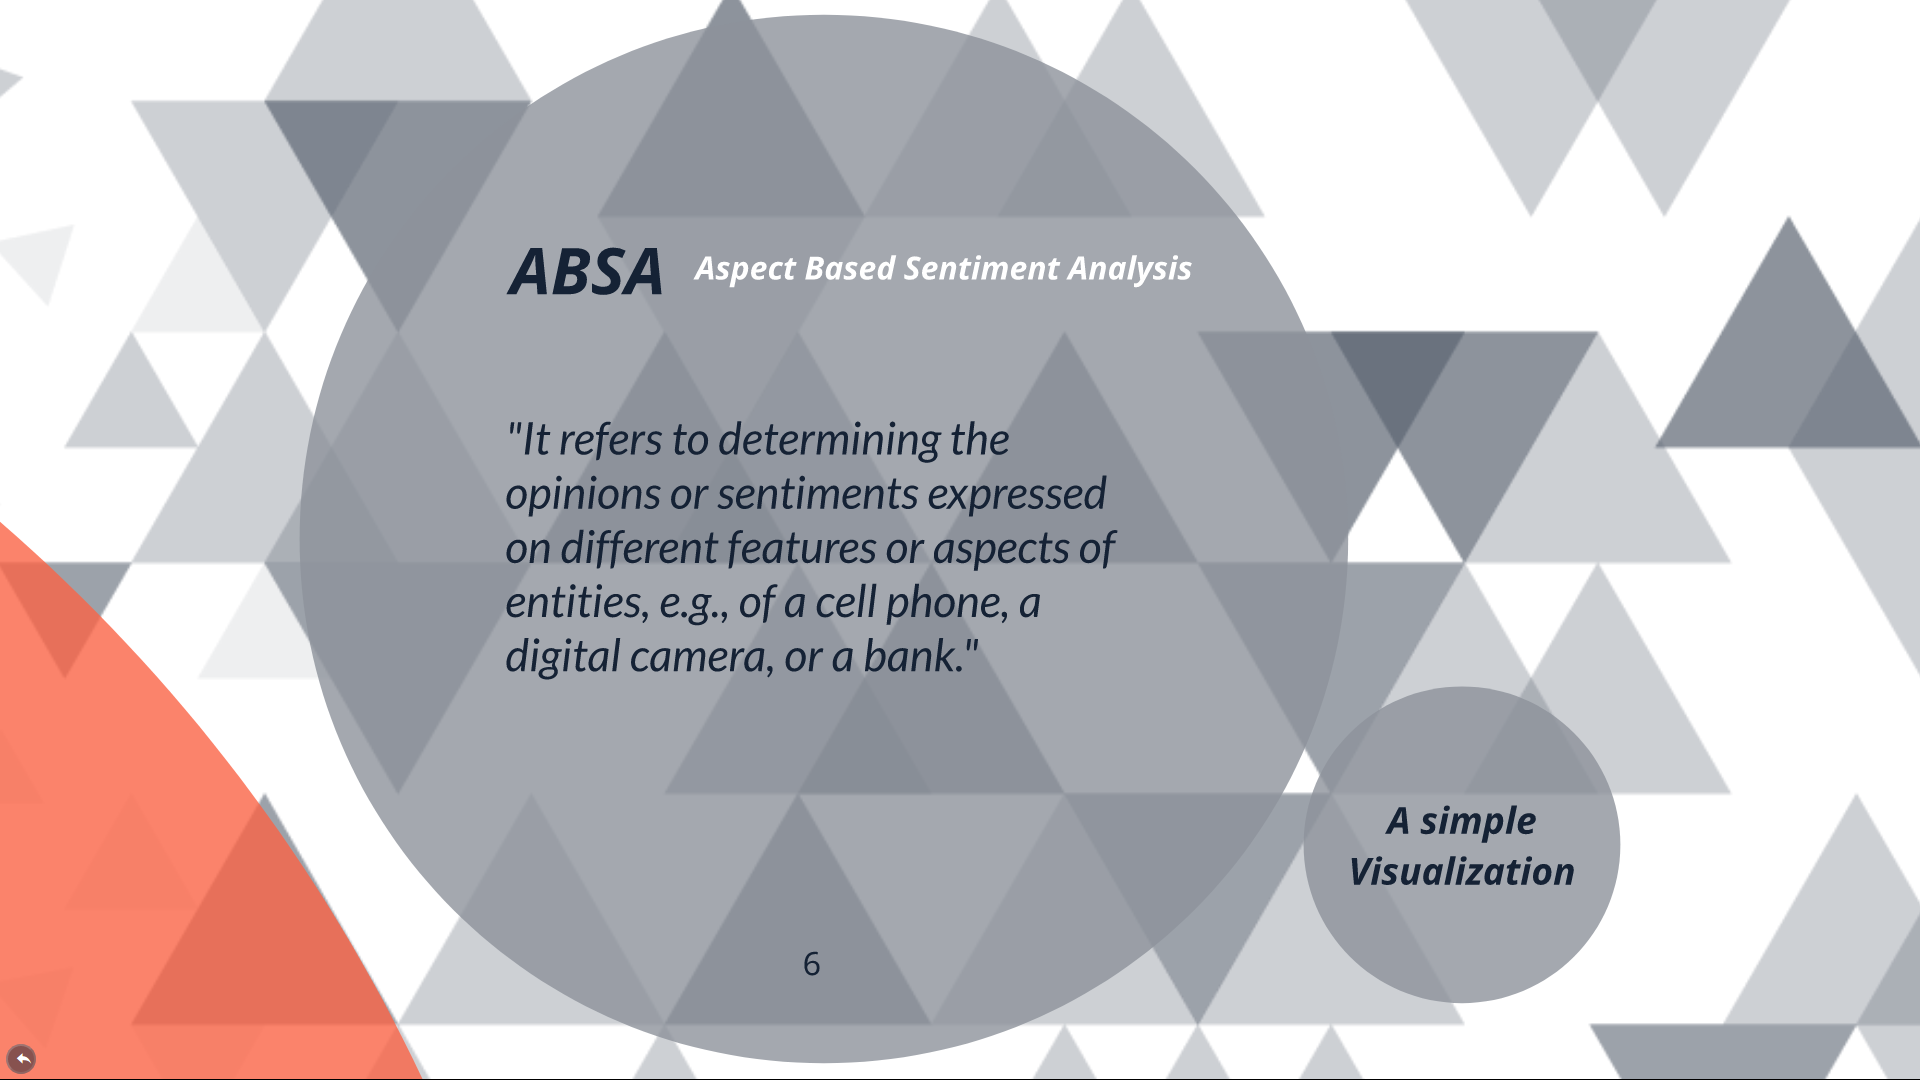 ABSA Aspect Based Sentiment Analysis
"It refers to determining the
opinions or sentiments expressed
on different features or aspects of
entities, e.g., of a cell phone, a
digital camera, or a bank."
A simple
Visualization
6